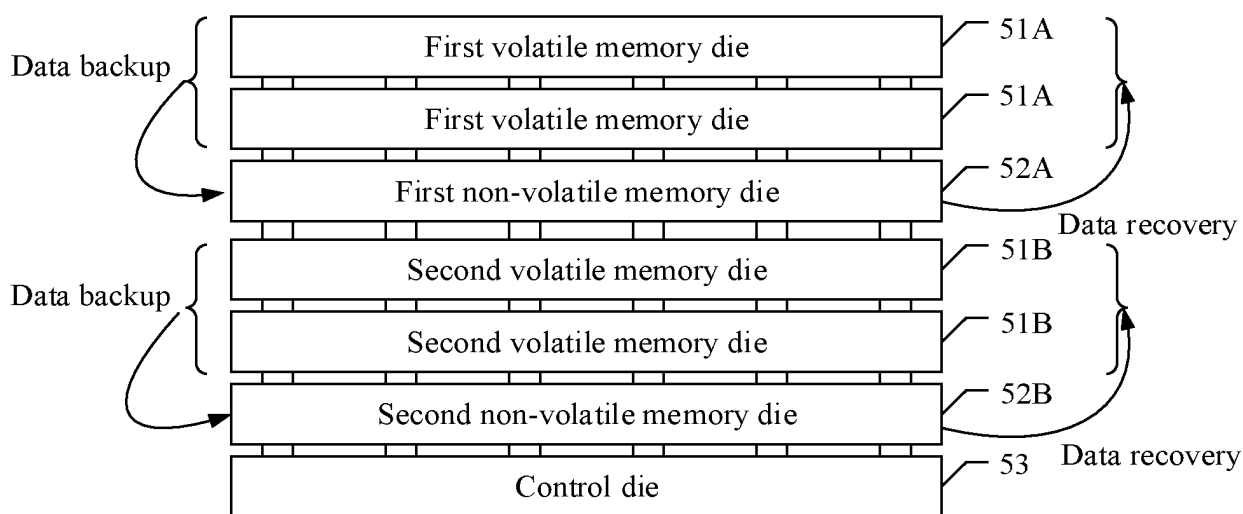 First volatile memory die
51A
Data backup
First volatile memory die
51A
First non-volatile memory die
52A
Data recovery
Second volatile memory die
51B
Data backup
Second volatile memory die
51B
Second non-volatile memory die
52B
Data recovery
Control die
53